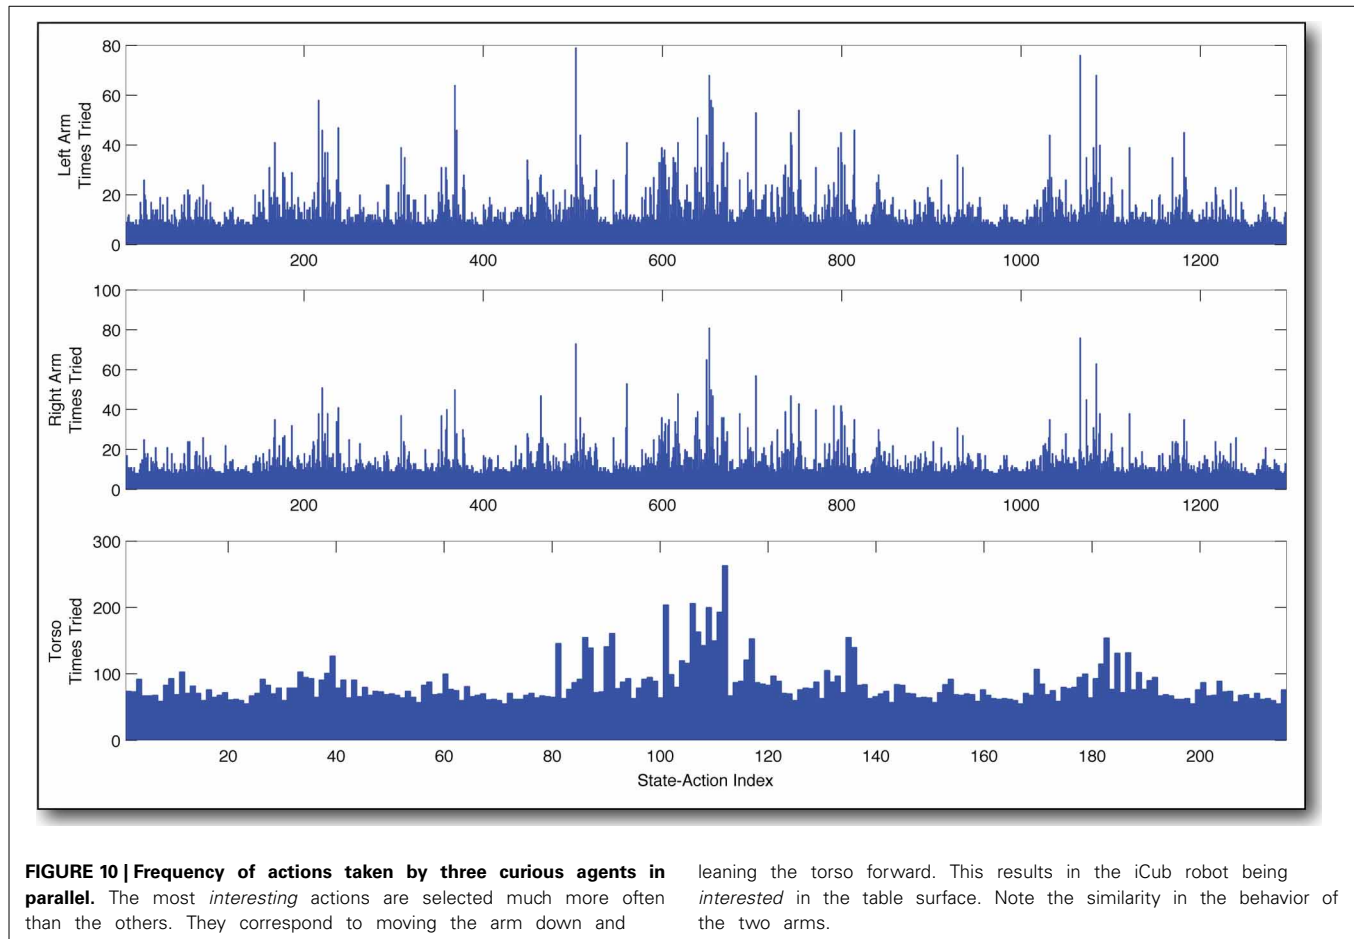 80
60
40
20
0
Left Arm
Times Tried
200 400 600 800 1000 1200
100
80
60
40
20
0
Right Arm
Times Tried
200 400 600 800 1000 1200
300
200
100
0
Torso
Times Tried
20 40 60 80 100 120 140 160 180 200
State-Action Index
FIGURE 10 | Frequency of actions taken by three curious agents in
parallel. The most interesting actions are selected much more often
than the others. They correspond to moving the arm down and
leaning the torso forward. This results in the iCub robot being
interested in the table surface. Note the similarity in the behavior of
the two arms.